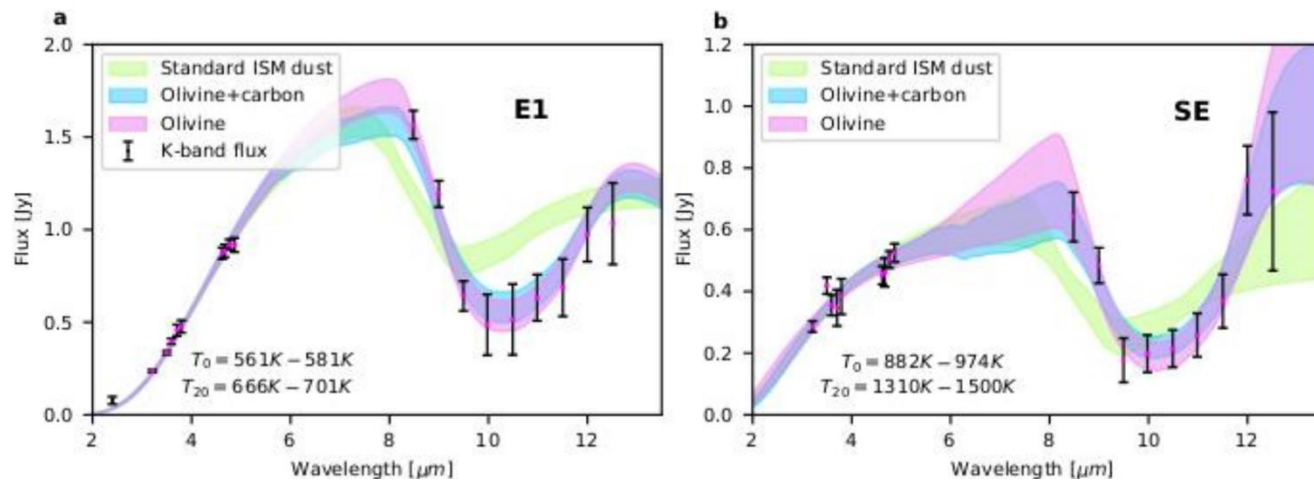 a
2.0
1.5
1.0
0.5
0.0
Flux [Jy]
Standard ISM dust
Olivine+carbon
Olivine
K-band flux
E1
T₀ = 561K − 581K
T₂₀ = 666K − 701K
2 4 6 8 10 12
Wavelength [μm]
b
1.2
1.0
0.8
0.6
0.4
0.2
0.0
Flux [Jy]
Standard ISM dust
Olivine+carbon
Olivine
SE
T₀ = 882K − 974K
T₂₀ = 1310K − 1500K
2 4 6 8 10 12
Wavelength [μm]